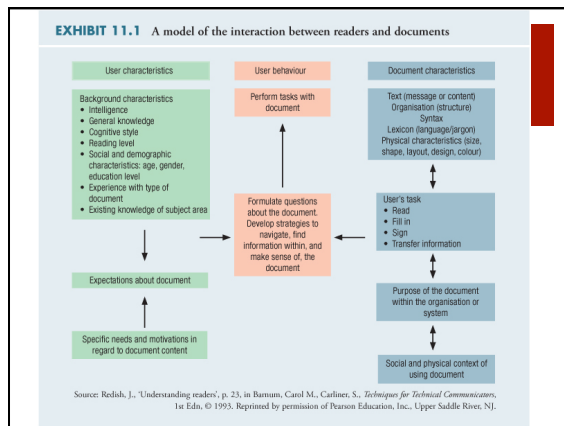 EXHIBIT 11.1 A model of the interaction between readers and documents
User characteristics
Background characteristics
• Intelligence
• General knowledge
• Cognitive style
• Reading level
• Social and demographic
characteristics: age, gender,
education level
• Experience with type of
document
• Existing knowledge of subject area
Expectations about document
Specific needs and motivations in
regard to document content
User behaviour
Perform tasks with
document
Formulate questions
about the document.
Develop strategies to
navigate, find
information within, and
make sense of, the
document
Document characteristics
Text (message or content)
Organisation (structure)
Syntax
Lexicon (language/jargon)
Physical characteristics (size,
shape, layout, design, colour)
User's task
• Read
• Fill in
• Sign
• Transfer information
Purpose of the document
within the organisation or
system
Social and physical context of
using document
Source: Redish, J., 'Understanding readers', p. 23, in Barnum, Carol M., Carliner, S., Techniques for Technical Communicators,
1st Edn, © 1993. Reprinted by permission of Pearson Education, Inc., Upper Saddle River, NJ.